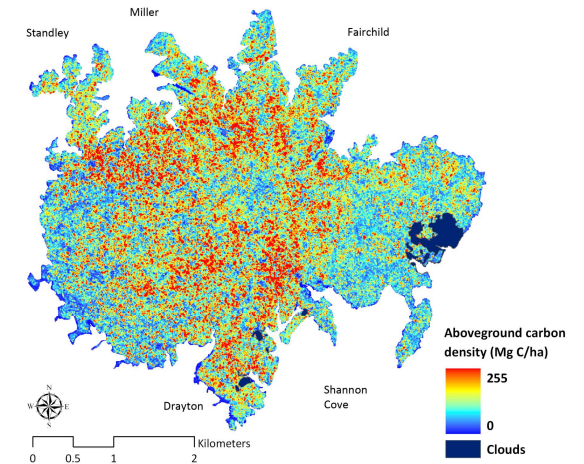 Miller
Standley
Fairchild
Aboveground carbon
density (Mg C/ha)
255
0
Clouds
Shannon
Cove
Drayton
N
W E
S
Kilometers
0 0.5 1 2